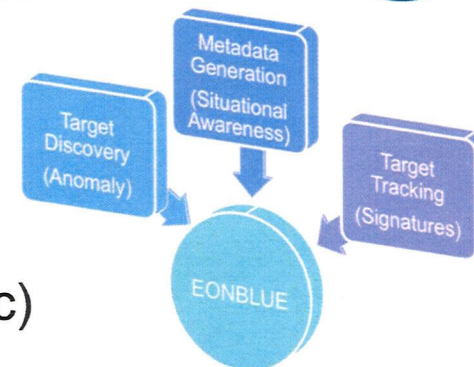 Metadata
Generation
(Situational
Awareness)
Target
Discovery
(Anomaly)
Target
Tracking
(Signatures)
EONBLUE
c)